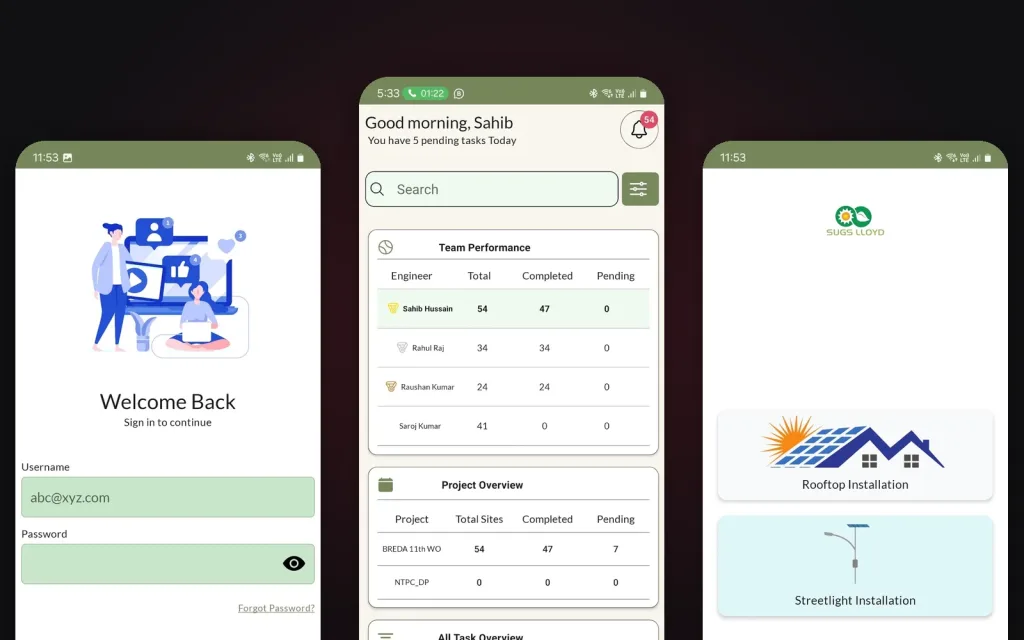 11:53
Welcome Back
Sign in to continue
Username
abc@xyz.com
Password
Forgot Password?
5:33 01:22
Good morning, Sahib
You have 5 pending tasks Today
54
Search
Team Performance
Engineer Total Completed Pending
Sahib Hussain 54 47 0
Rahul Raj 34 34 0
Raushan Kumar 24 24 0
Saroj Kumar 41 0 0
Project Overview
Project Total Sites Completed Pending
BREDA 11th WO 54 47 7
NTPC_DP 0 0 0
All Task Overview
11:53
SUGS LLOYD
Rooftop Installation
Streetlight Installation